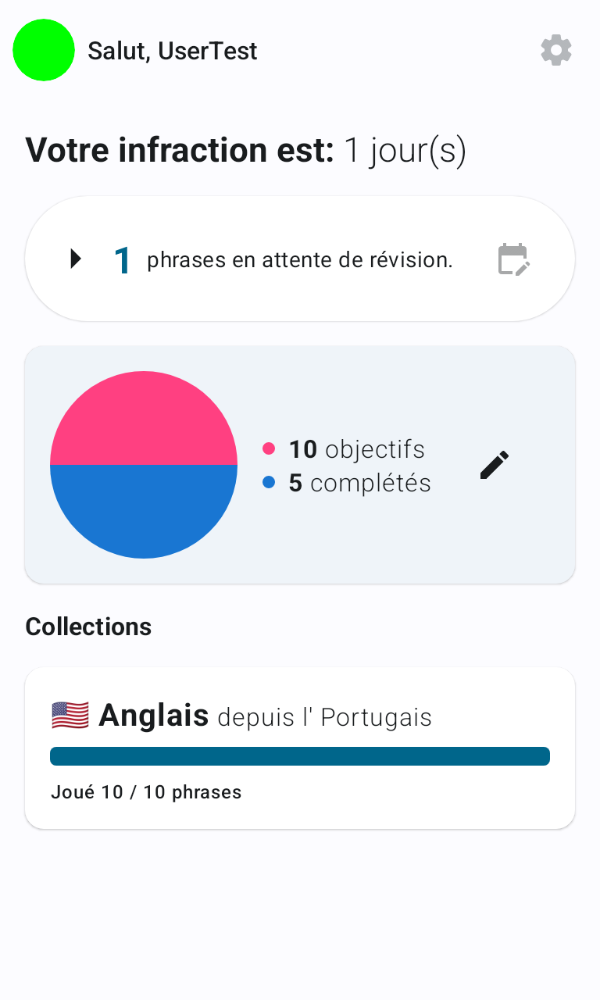 Salut, UserTest
Votre infraction est: 1 jour(s)
1 phrases en attente de révision.
10 objectifs
5 complétés
Collections
Anglais depuis l' Portugais
Joué 10 / 10 phrases